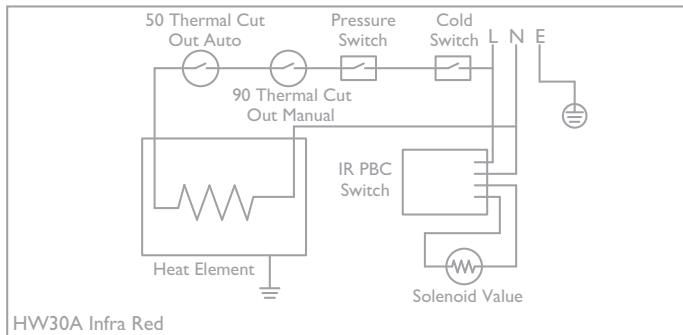 50 Thermal Cut
Out Auto
Pressure
Switch
Cold
Switch
L N E
90 Thermal Cut
Out Manual
IR PBC
Switch
Heat Element
Solenoid Value
HW30A Infra Red